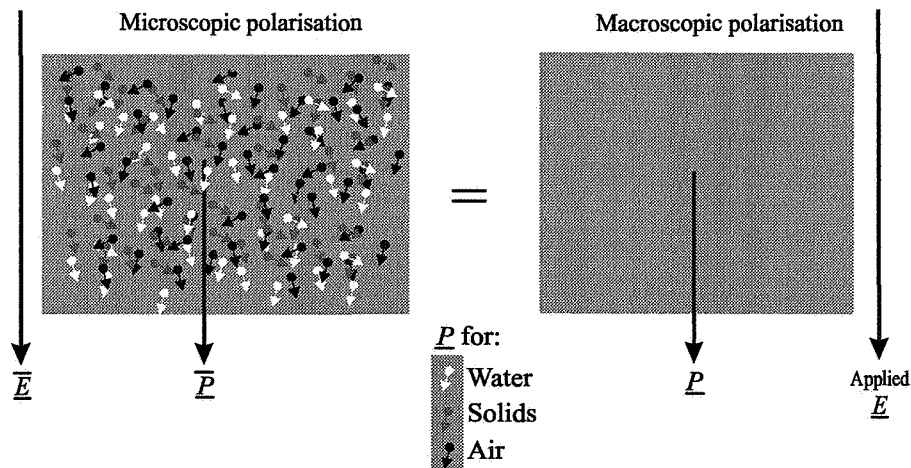 Microscopic polarisation
Macroscopic polarisation
=
E
P
P for:
Water
Solids
Air
P
Applied
E